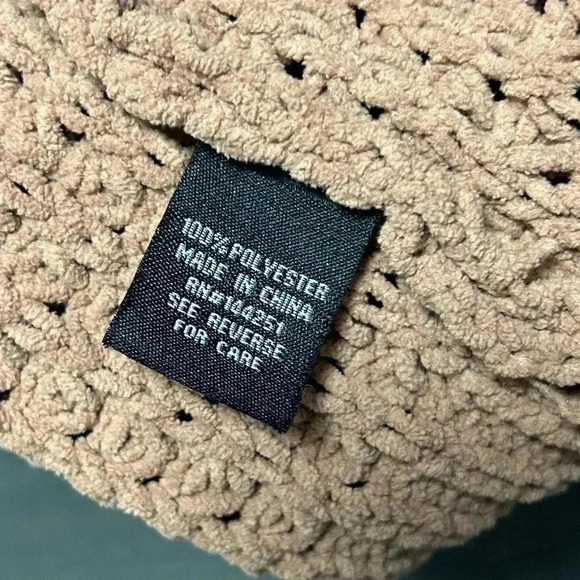 100% POLYESTER
MADE IN CHINA
RN#144251
SEE REVERSE
FOR CARE